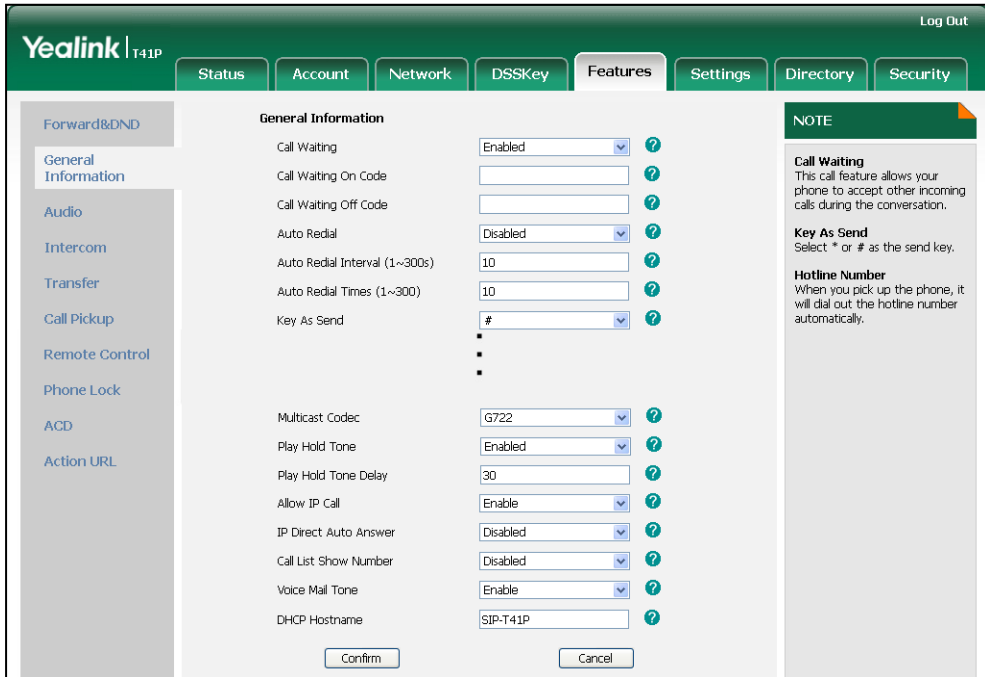 Log Out
Yealink | T41P
Status Account Network DSSKey Features Settings Directory Security
Forward&DND
General
Information
Audio
Intercom
Transfer
Call Pickup
Remote Control
Phone Lock
ACD
Action URL
General Information
Call Waiting Enabled ?
Call Waiting On Code ?
Call Waiting Off Code ?
Auto Redial Disabled ?
Auto Redial Interval (1~300s) 10 ?
Auto Redial Times (1~300) 10 ?
Key As Send # ?
Multicast Codec G722 ?
Play Hold Tone Enabled ?
Play Hold Tone Delay 30 ?
Allow IP Call Enable ?
IP Direct Auto Answer Disabled ?
Call List Show Number Disabled ?
Voice Mail Tone Enable ?
DHCP Hostname SIP-T41P ?
Confirm Cancel
NOTE
Call Waiting
This call feature allows your
phone to accept other incoming
calls during the conversation.
Key As Send
Select * or # as the send key.
Hotline Number
When you pick up the phone, it
will dial out the hotline number
automatically.